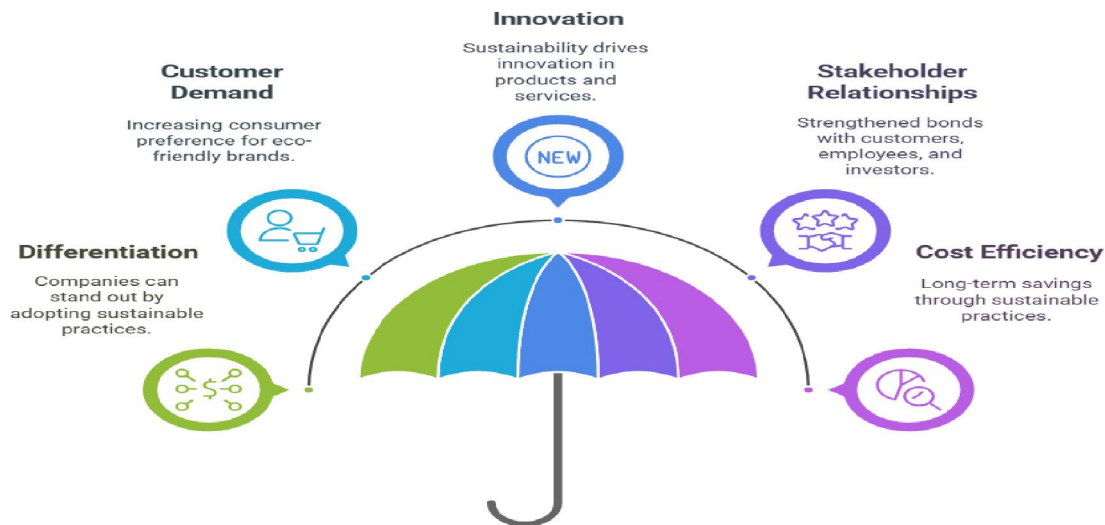 Differentiation
Companies can
stand out by
adopting sustainable
practices.
$
Customer
Demand
Increasing consumer
preference for eco-
friendly brands.
Innovation
Sustainability drives
innovation in
products and
services.
NEW
Stakeholder
Relationships
Strengthened bonds
with customers,
employees, and
investors.
Cost Efficiency
Long-term savings
through sustainable
practices.